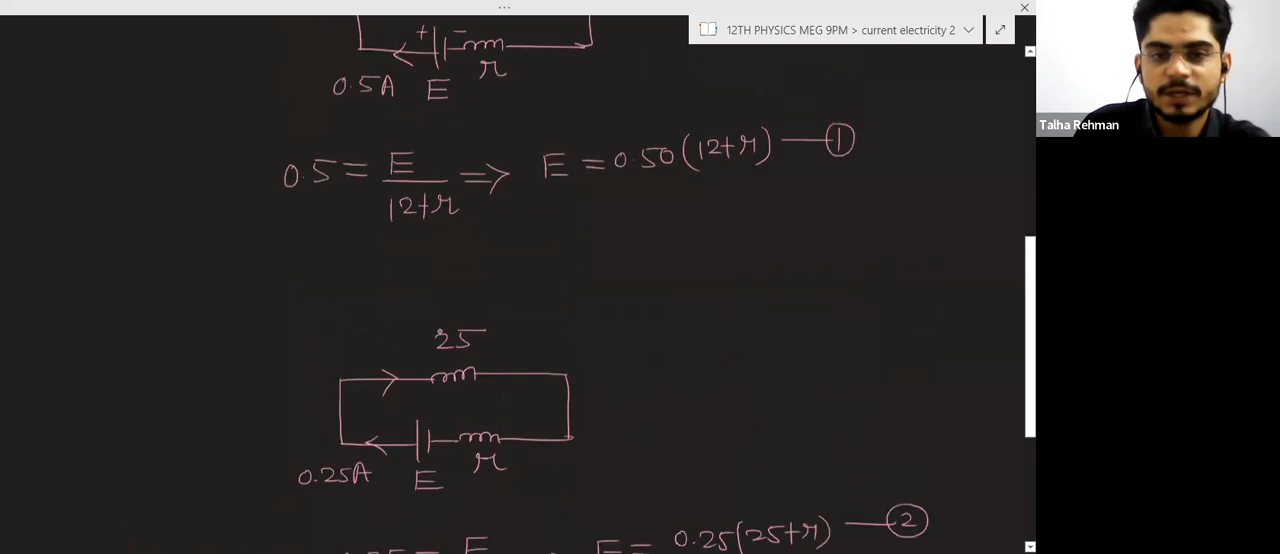 12TH PHYSICS MEG 9PM > current electricity 2
+ -
r
0.5A E
0.5 = E / 12+r ⇒ E = 0.50(12+r) — ①
25
r
0.25A E
E E = 0.25(25+r) — ②
Talha Rehman